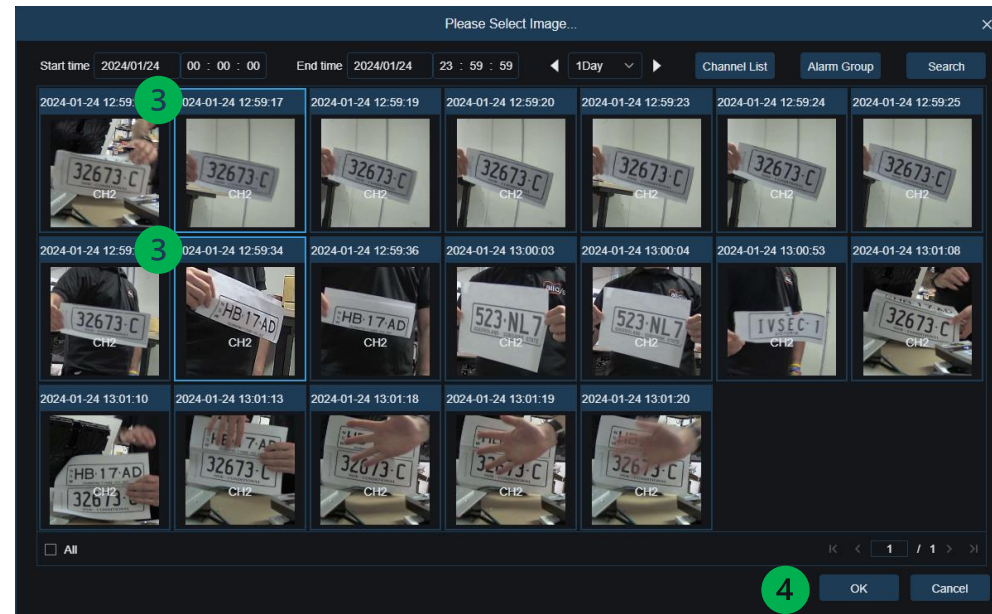 Please Select Image...
Start time 2024/01/24 00 : 00 : 00 End time 2024/01/24 23 : 59 : 59 1Day Channel List Alarm Group Search
2024-01-24 12:59: 3 2024-01-24 12:59:17 2024-01-24 12:59:19 2024-01-24 12:59:20 2024-01-24 12:59:23 2024-01-24 12:59:24 2024-01-24 12:59:25
32673·C 32673·C 32673·C 32673·C 32673·C 32673·C 32673·C
CH2 CH2 CH2 CH2 CH2 CH2 CH2
2024-01-24 12:59: 3 2024-01-24 12:59:34 2024-01-24 12:59:36 2024-01-24 13:00:03 2024-01-24 13:00:04 2024-01-24 13:00:53 2024-01-24 13:01:08
32673·C HB·17·AD HB·17·AD 523·NL7 523·NL7 IVSEC·1 32673·C
CH2 CH2 CH2 CH2 CH2 CH2 CH2
2024-01-24 13:01:10 2024-01-24 13:01:13 2024-01-24 13:01:18 2024-01-24 13:01:19 2024-01-24 13:01:20
HB·17·AD HB 7·AD HB
32673·C 32673·C 32673·C 32673·C 32673·C
CH2 CH2 CH2 CH2 CH2
All 1 / 1
4 OK Cancel